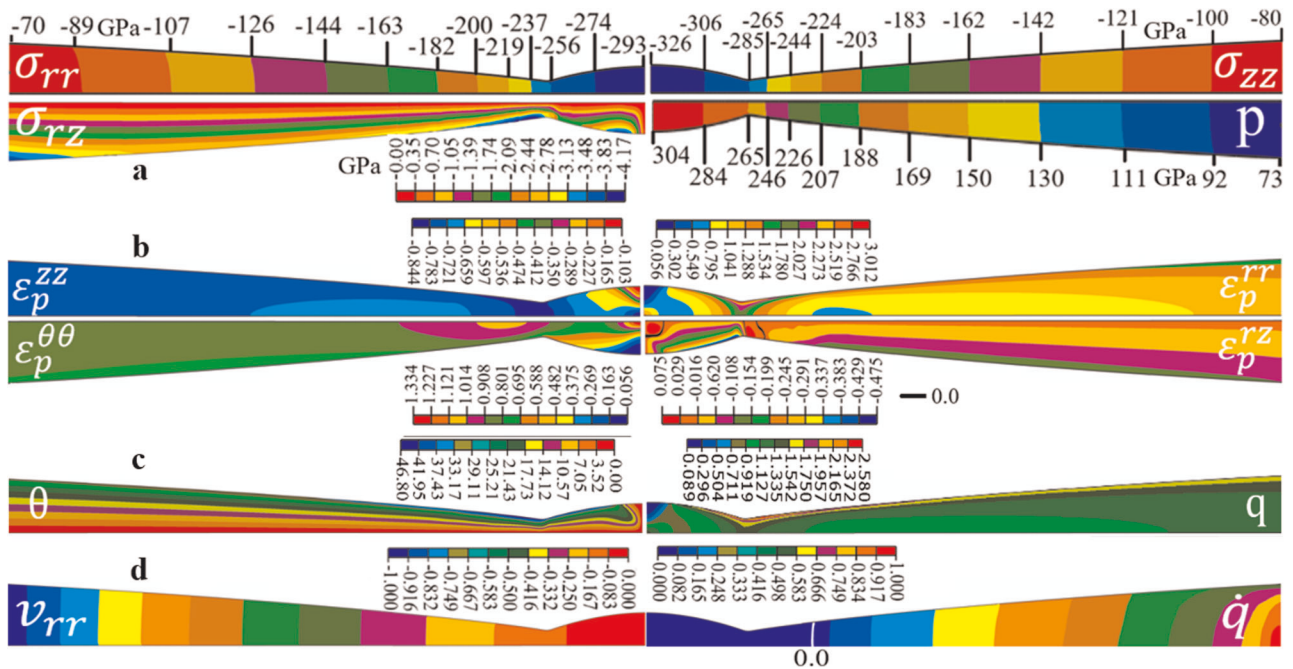 -70 -89 GPa -107 -126 -144 -163 -200 -237 -274
-182 -219 -256 -293
σrr
-306 -265 -224 -183 -162 -142 -121 GPa -100 -80
-326 -285 -244 -203
σzz
σrz
a
GPa
0.00 -0.35 -0.70 -1.05 -1.39 -1.74 -2.09 -2.44 -2.78 -3.13 -3.48 -3.83 -4.17
p
304 265 226 188 150 130
284 246 207 169 111 GPa 92 73
b
-0.844 -0.783 -0.721 -0.659 -0.597 -0.536 -0.474 -0.412 -0.350 -0.289 -0.227 -0.165 -0.103
0.056 0.302 0.549 0.795 1.041 1.288 1.534 1.780 2.027 2.273 2.519 2.766 3.012
ε_p^zz
ε_p^rr
ε_p^θθ
ε_p^rz
1.334 1.227 1.121 1.014 0.908 0.801 0.695 0.588 0.482 0.375 0.269 0.163 0.056
0.075 0.029 -0.016 -0.620 -0.108 -0.154 -0.199 -0.245 -0.291 -0.337 -0.383 -0.429 -0.475
0.0
c
46.80 41.95 37.43 33.17 29.11 25.21 21.43 17.73 14.12 10.57 7.05 3.52 0.00
0.089 0.296 0.504 0.711 0.919 1.127 1.335 1.542 1.750 1.957 2.165 2.372 2.580
θ
q
d
-1.000 -0.916 -0.832 -0.749 -0.667 -0.583 -0.500 -0.416 -0.332 -0.250 -0.167 -0.083 0.000
0.000 0.082 0.165 0.248 0.333 0.416 0.498 0.583 0.666 0.749 0.834 0.917 1.000
vrr
q̇
0.0